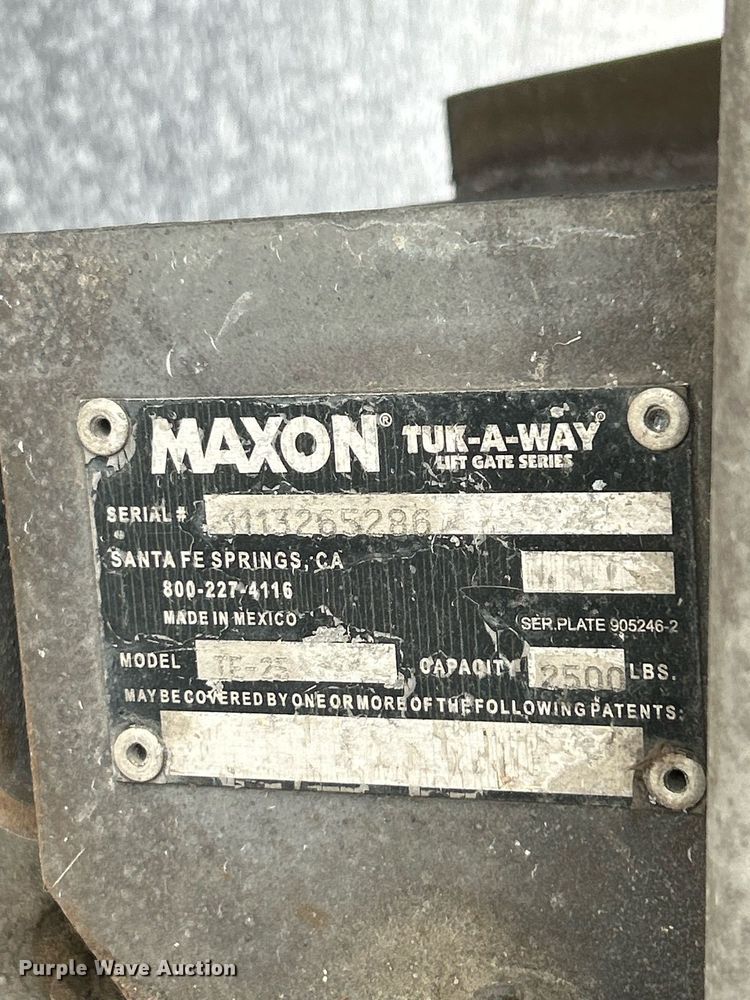 MAXON® TUK-A-WAY®
LIFT GATE SERIES
SERIAL #
SANTA FE SPRINGS, CA
800-227-4116
MADE IN MEXICO
SER. PLATE 905246-2
MODEL TE-25 CAPACITY 2500 LBS.
MAY BE COVERED BY ONE OR MORE OF THE FOLLOWING PATENTS:
Purple Wave Auction